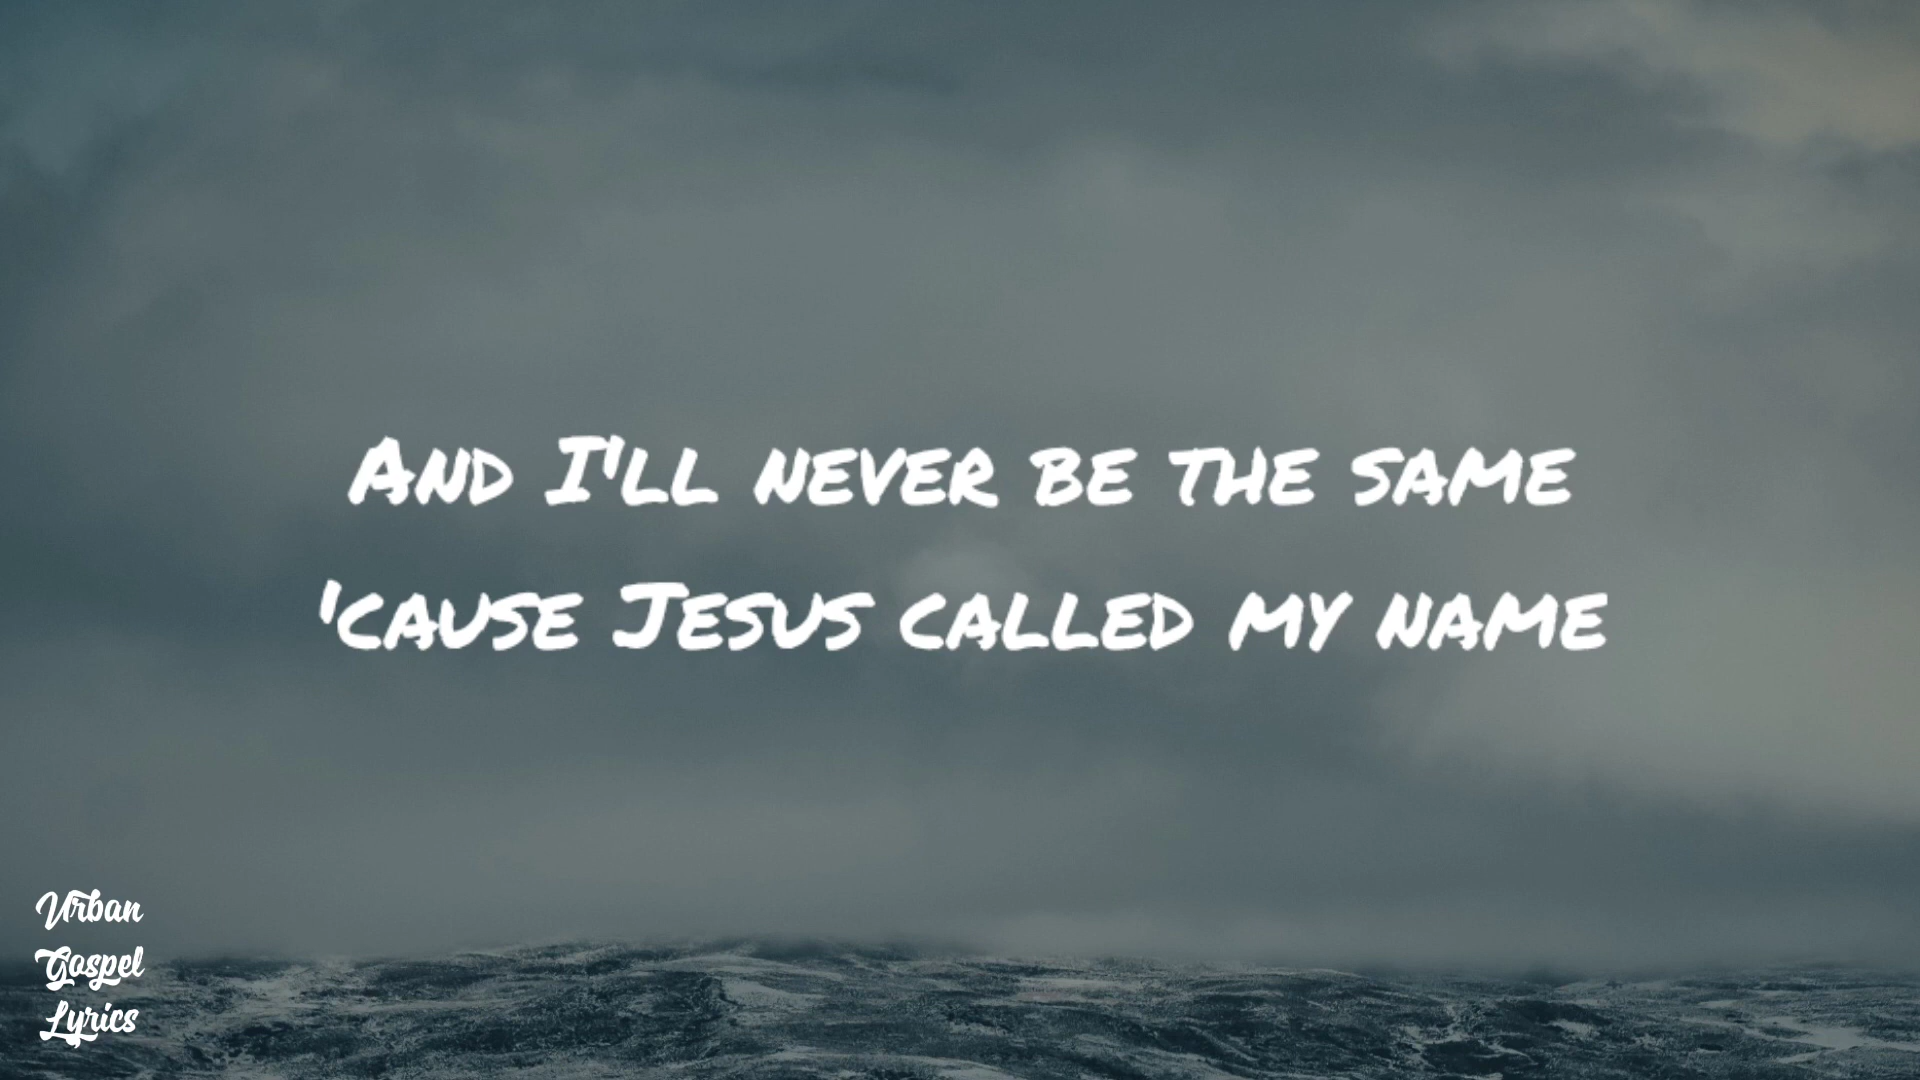 And I'll never be the same
'cause Jesus called my name
Urban
Gospel
Lyrics